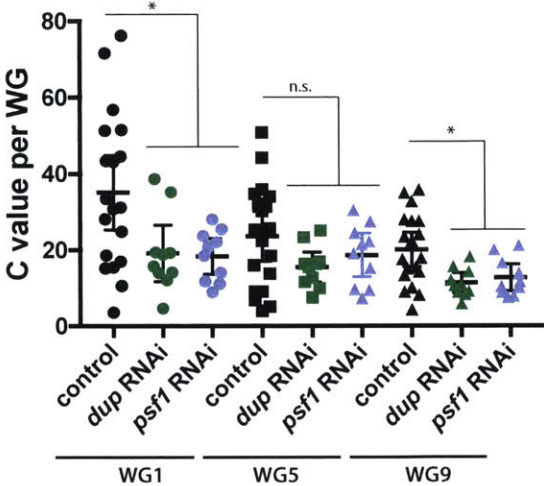 C value per WG
80
60
40
20
0
*
n.s.
*
control
dup RNAi
psf1 RNAi
control
dup RNAi
psf1 RNAi
control
dup RNAi
psf1 RNAi
WG1
WG5
WG9